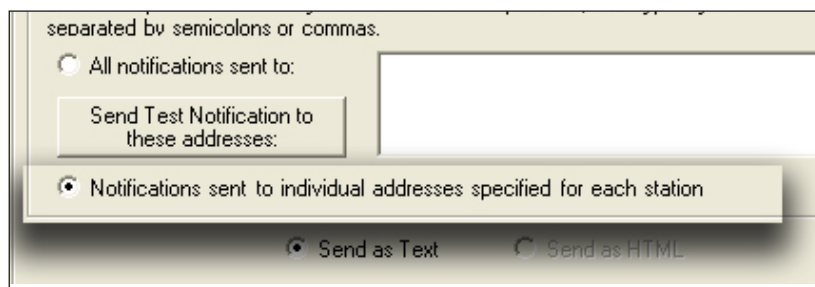 separated by semicolons or commas.
All notifications sent to:
Send Test Notification to
these addresses:
Notifications sent to individual addresses specified for each station
Send as Text Send as HTML